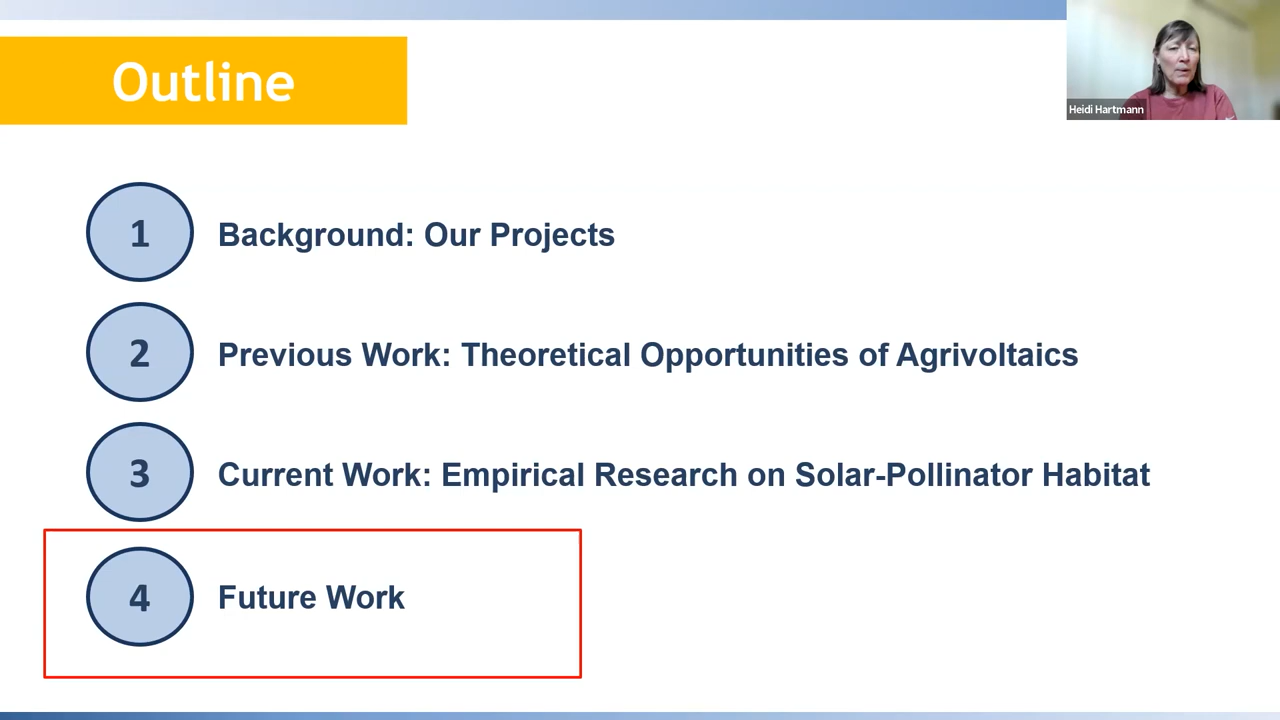 Outline
Heidi Hartmann
1
Background: Our Projects
2
Previous Work: Theoretical Opportunities of Agrivoltaics
3
Current Work: Empirical Research on Solar-Pollinator Habitat
4
Future Work